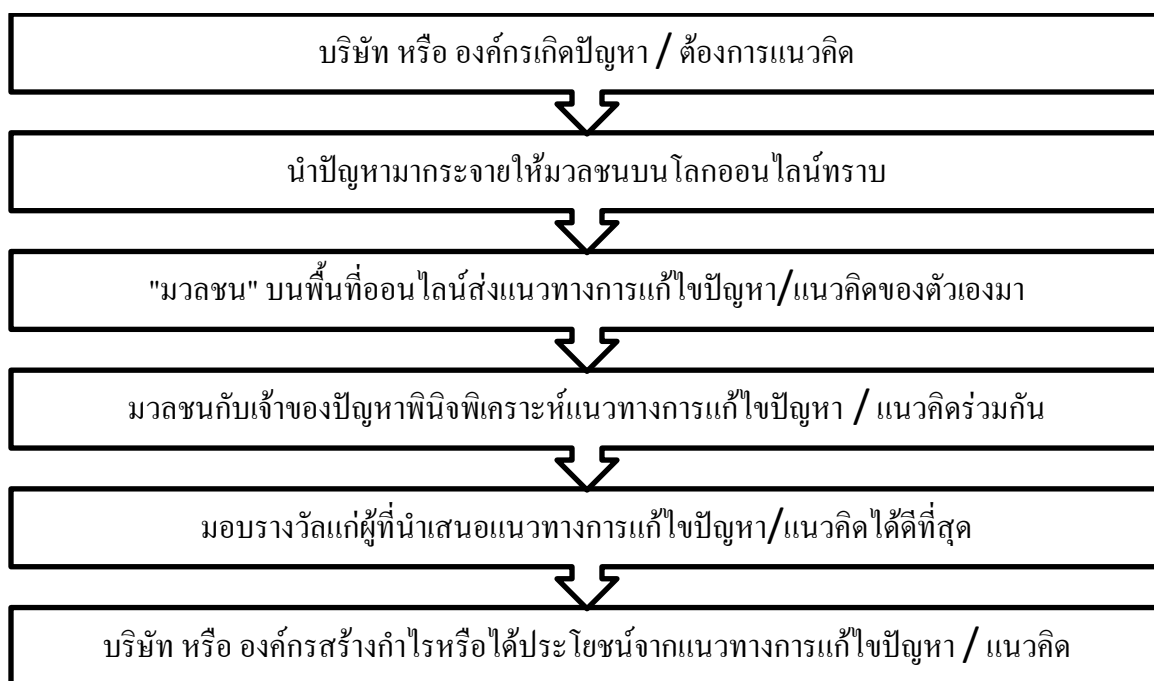 บริษัท หรือ องค์กรเกิดปัญหา / ต้องการแนวคิด
นำปัญหามากระจายให้มวลชนบนโลกออนไลน์ทราบ
"มวลชน" บนพื้นที่ออนไลน์ส่งแนวทางการแก้ไขปัญหา/แนวคิดของตัวเองมา
มวลชนกับเจ้าของปัญหาพินิจพิเคราะห์แนวทางการแก้ไขปัญหา / แนวคิดร่วมกัน
มอบรางวัลแก่ผู้ที่นำเสนอแนวทางการแก้ไขปัญหา/แนวคิดได้ดีที่สุด
บริษัท หรือ องค์กรสร้างกำไรหรือได้ประโยชน์จากแนวทางการแก้ไขปัญหา / แนวคิด